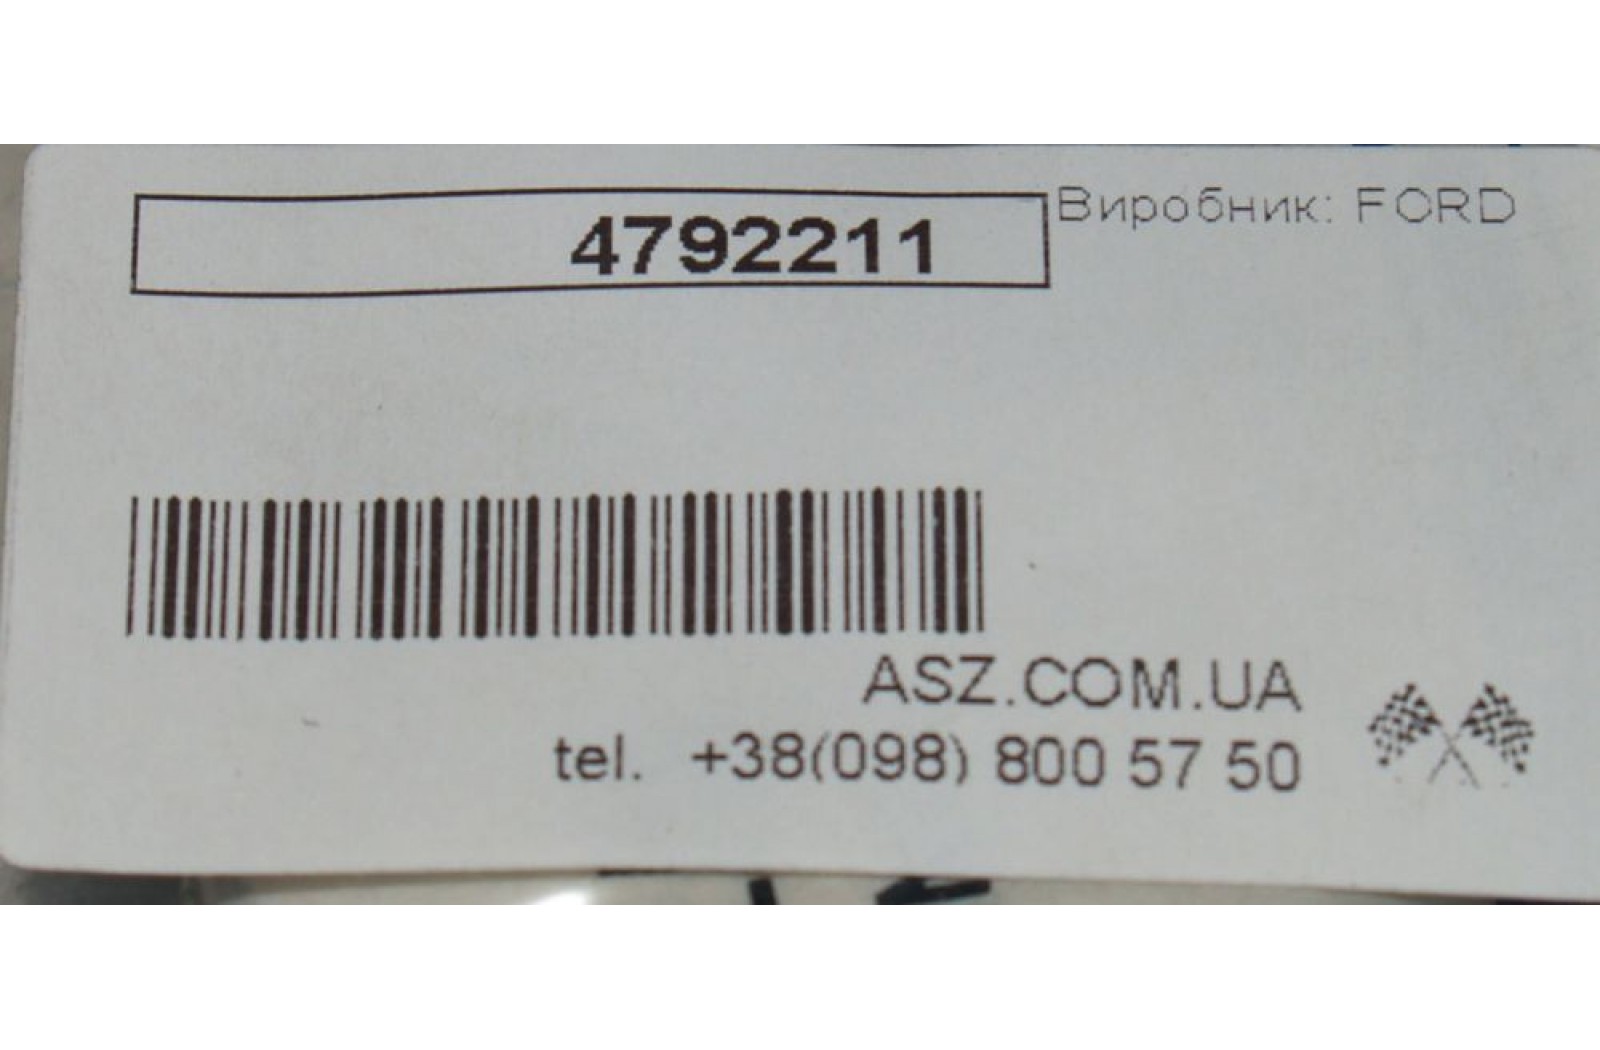 4792211
Виробник: FORD
ASZ.COM.UA
tel. +38(098) 800 57 50